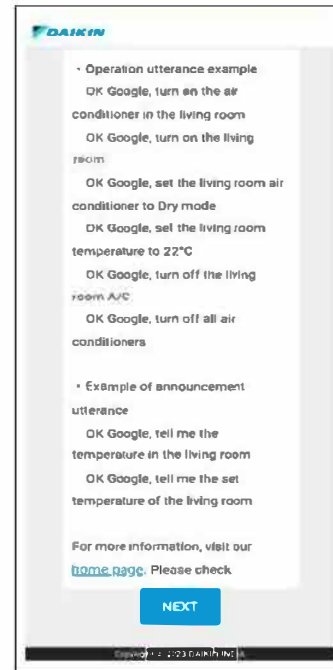 DAIKIN
・Operation utterance example
OK Google, turn on the air
conditioner in the living room
OK Google, turn on the living
room
OK Google, set the living room air
conditioner to Dry mode
OK Google, set the living room
temperature to 22°C
OK Google, turn off the living
room A/C
OK Google, turn off all air
conditioners
・Example of announcement
utterance
OK Google, tell me the
temperature in the living room
OK Google, tell me the set
temperature of the living room
For more information, visit our
home page. Please check
NEXT
DAIKIN